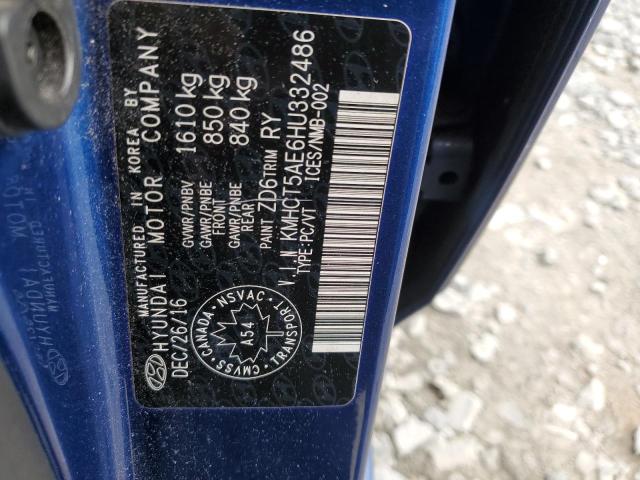 MANUFACTURED IN KOREA BY
HYUNDAI MOTOR COMPANY
DEC/26/16
GVWR/PNBV 1610 kg
GAWR/PNBE FRONT 850 kg
GAWR/PNBE REAR 840 kg
PAINT ZD6 TRIM RY
V I N KMHCT5AE6HU332486
TYPE:PC/VT ICES/NMB-002
CMVSS CANADA NSVAC
A54
TRANSPORT